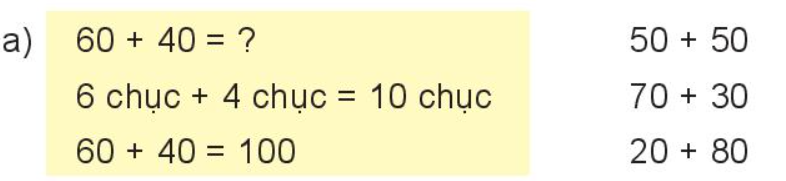 a) 60 + 40 = ?
6 chục + 4 chục = 10 chục
60 + 40 = 100
50 + 50
70 + 30
20 + 80